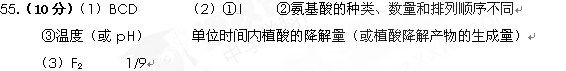 55.（10分）（1）BCD （2）①I ②氨基酸的种类、数量和排列顺序不同↵
③温度（或 pH） 单位时间内植酸的降解量（或植酸降解产物的生成量）↵
（3）F₂ 1/9↵